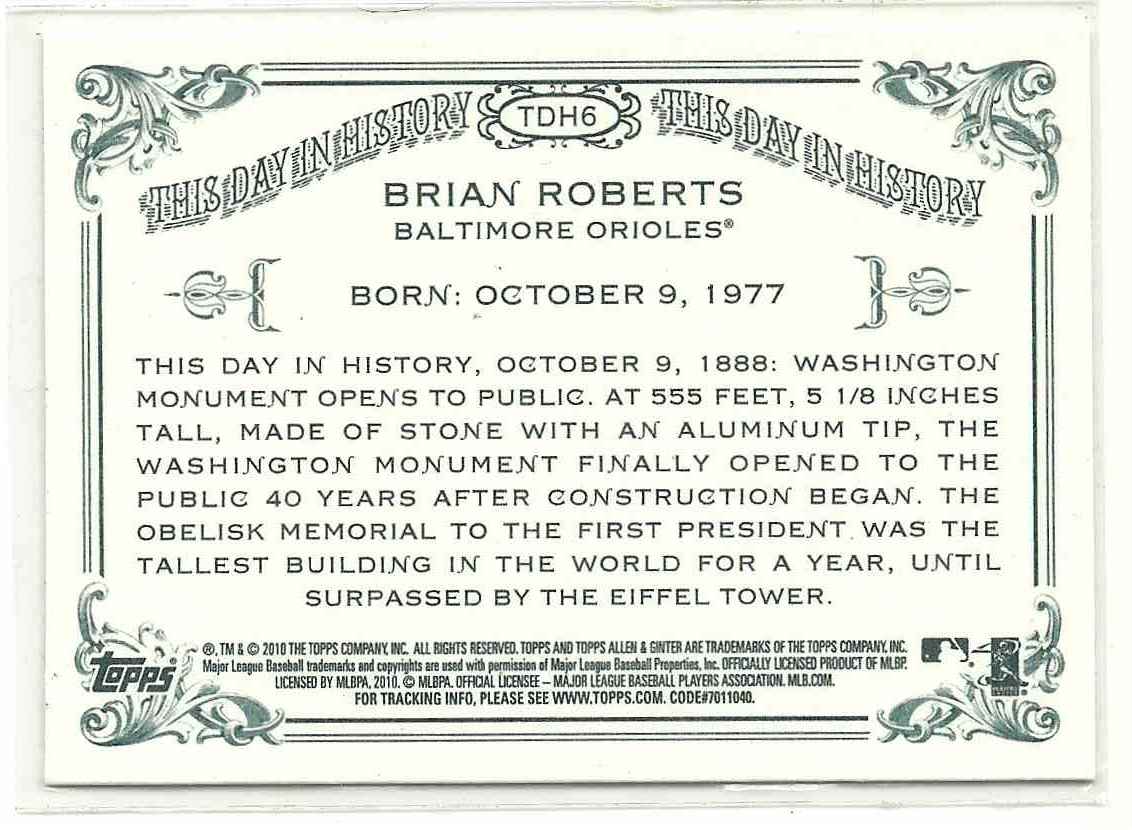 THIS DAY IN HISTORY TDH6 THIS DAY IN HISTORY
BRIAN ROBERTS
BALTIMORE ORIOLES®
BORN: OCTOBER 9, 1977
THIS DAY IN HISTORY, OCTOBER 9, 1888: WASHINGTON
MONUMENT OPENS TO PUBLIC. AT 555 FEET, 5 1/8 INCHES
TALL, MADE OF STONE WITH AN ALUMINUM TIP, THE
WASHINGTON MONUMENT FINALLY OPENED TO THE
PUBLIC 40 YEARS AFTER CONSTRUCTION BEGAN. THE
OBELISK MEMORIAL TO THE FIRST PRESIDENT WAS THE
TALLEST BUILDING IN THE WORLD FOR A YEAR, UNTIL
SURPASSED BY THE EIFFEL TOWER.
Topps
®, TM & © 2010 THE TOPPS COMPANY, INC. ALL RIGHTS RESERVED. TOPPS AND TOPPS ALLEN & GINTER ARE TRADEMARKS OF THE TOPPS COMPANY, INC.
Major League Baseball trademarks and copyrights are used with permission of Major League Baseball Properties, Inc. OFFICIALLY LICENSED PRODUCT OF MLBP.
LICENSED BY MLBPA, 2010. © MLBPA. OFFICIAL LICENSEE – MAJOR LEAGUE BASEBALL PLAYERS ASSOCIATION. MLB.COM.
FOR TRACKING INFO, PLEASE SEE WWW.TOPPS.COM. CODE#7011040.